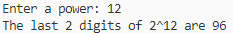 Enter a power: 12
The last 2 digits of 2^12 are 96